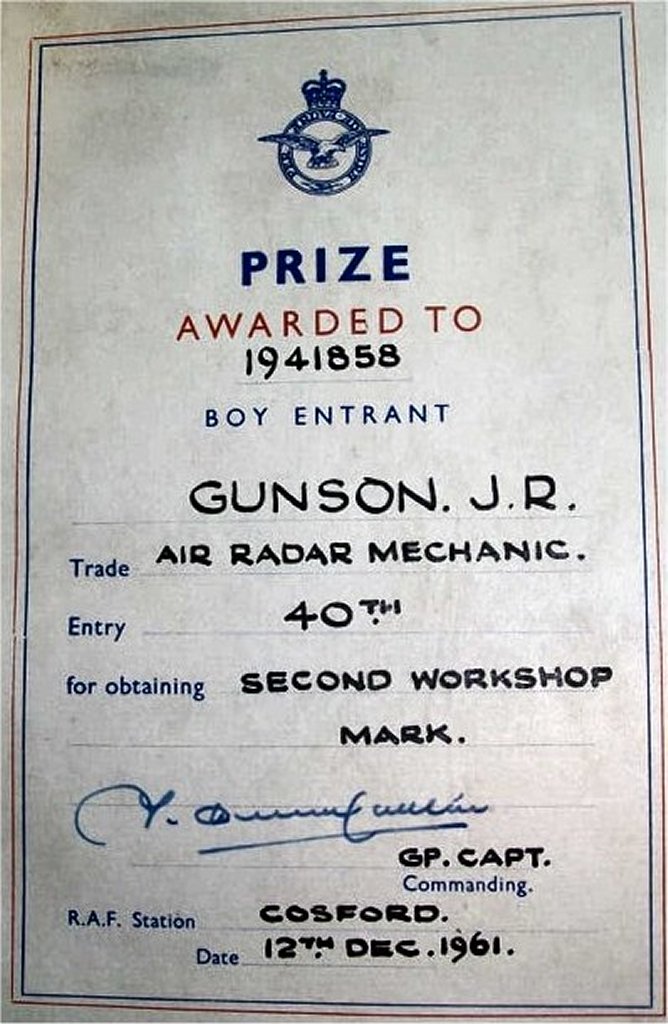 PRIZE
AWARDED TO
1941858
BOY ENTRANT
GUNSON. J.R.
Trade AIR RADAR MECHANIC.
Entry 40TH
for obtaining SECOND WORKSHOP
MARK.
GP. CAPT.
Commanding.
R.A.F. Station COSFORD.
Date 12TH DEC. 1961.